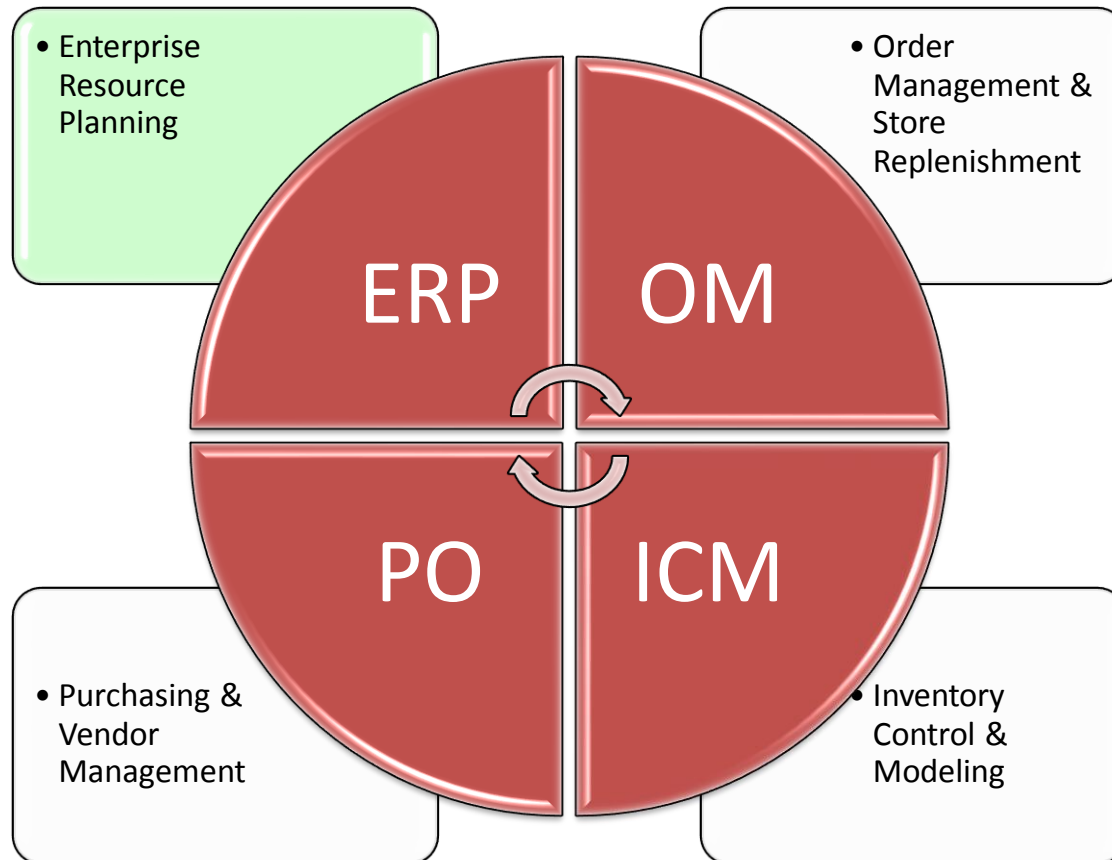 • Enterprise
Resource
Planning
• Order
Management &
Store
Replenishment
ERP
OM
PO
ICM
• Purchasing &
Vendor
Management
• Inventory
Control &
Modeling